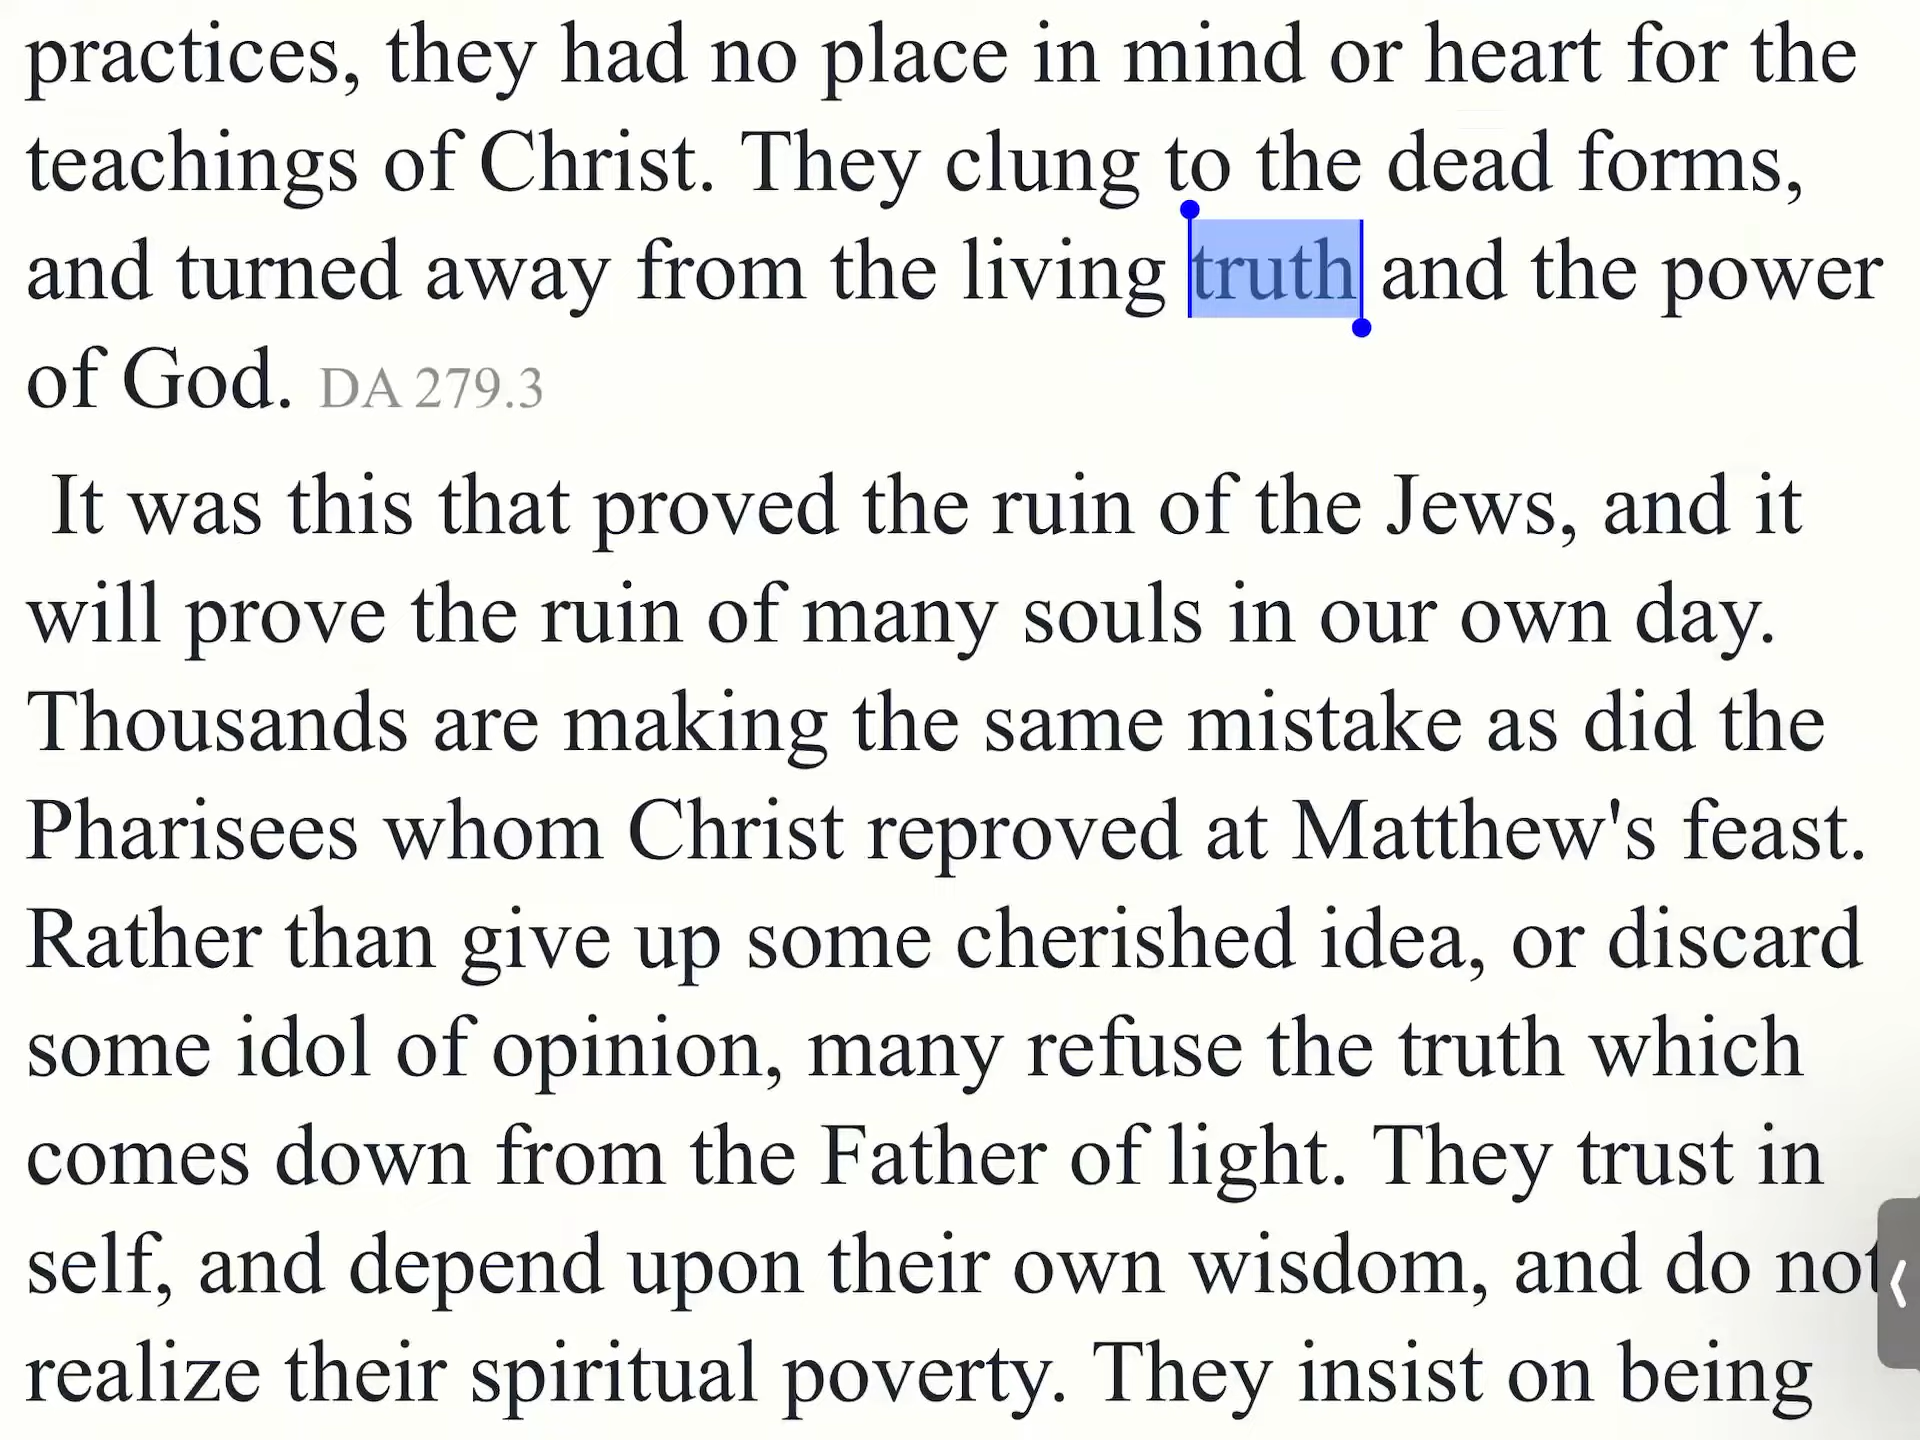 practices, they had no place in mind or heart for the
teachings of Christ. They clung to the dead forms,
and turned away from the living truth and the power
of God. DA 279.3
It was this that proved the ruin of the Jews, and it
will prove the ruin of many souls in our own day.
Thousands are making the same mistake as did the
Pharisees whom Christ reproved at Matthew's feast.
Rather than give up some cherished idea, or discard
some idol of opinion, many refuse the truth which
comes down from the Father of light. They trust in
self, and depend upon their own wisdom, and do not
realize their spiritual poverty. They insist on being